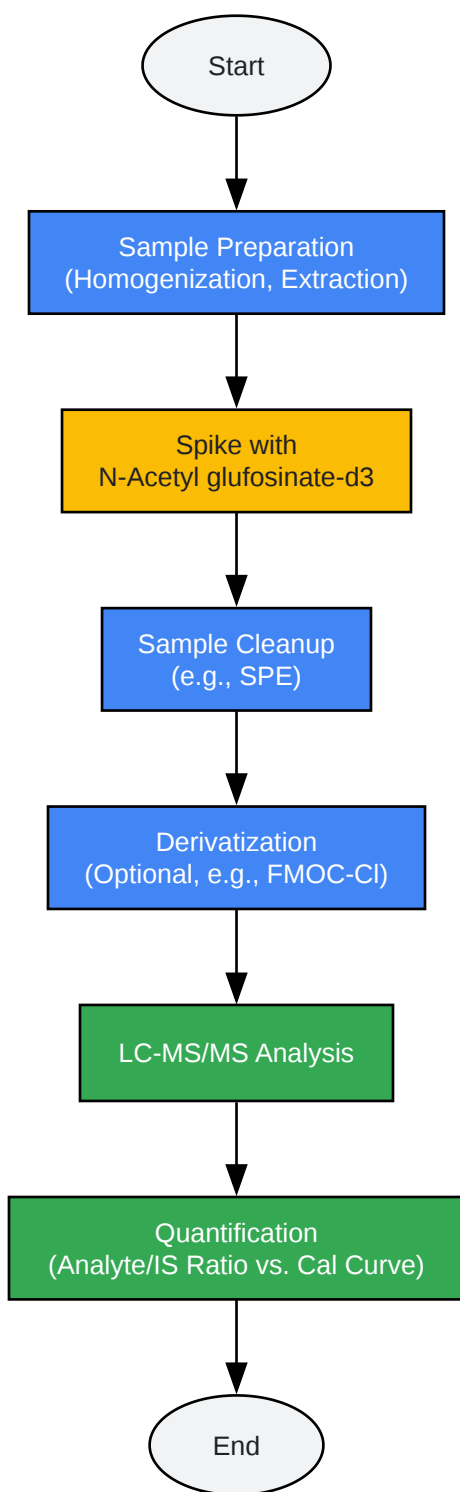 Start
Sample Preparation
(Homogenization, Extraction)
Spike with
N-Acetyl glufosinate-d3
Sample Cleanup
(e.g., SPE)
Derivatization
(Optional, e.g., FMOC-Cl)
LC-MS/MS Analysis
Quantification
(Analyte/IS Ratio vs. Cal Curve)
End